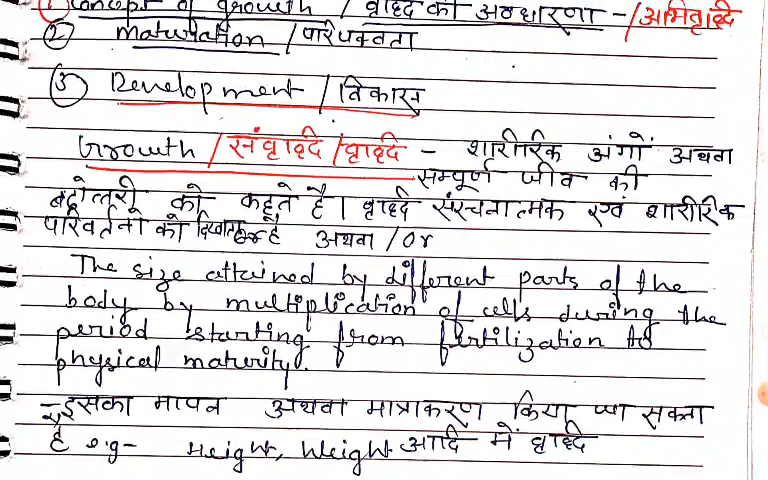 ① Concept of growth / वृद्धि की अवधारणा - / अभिवृद्धि
② maturation / परिपक्वता
③ Development / विकास
Growth / संवृद्धि / वृद्धि - शारीरिक अंगों अथवा
सम्पूर्ण जीव की
बढ़ोत्तरी को कहते है। वृद्धि संरचनात्मक एवं शारीरिक
परिवर्तनों को दिखाता है अथवा / or
The size attained by different parts of the
body by multiplication of cells during the
period starting from fertilization to
physical maturity.
इसका मापन अथवा मात्राकरण किया जा सकता
है e.g- Height, Weight आदि में वृद्धि